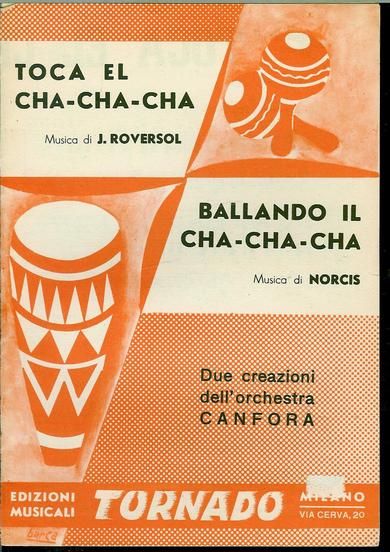 TOCA EL
CHA-CHA-CHA
Musica di J. ROVERSOL
BALLANDO IL
CHA-CHA-CHA
Musica di NORCIS
Due creazioni
dell'orchestra
CANFORA
EDIZIONI
MUSICALI
TORNADO
MILANO
VIA CERVA, 20